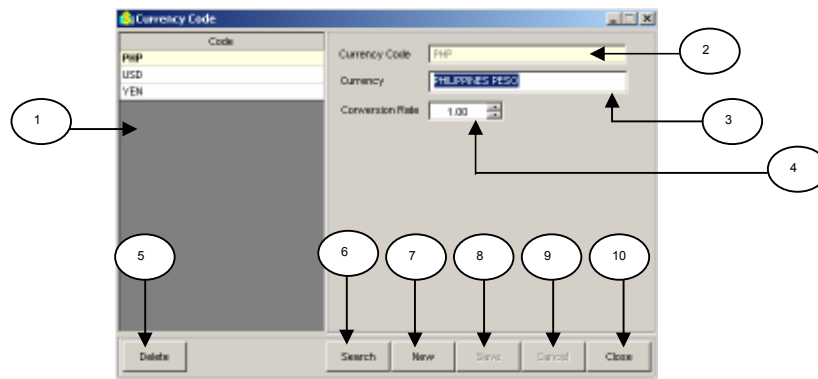 Currency Code
Code
PHP
USD
YEN
Currency Code PHP
Currency PHILIPPINES PESO
Conversion Rate 1.00
1
2
3
4
5
6
7
8
9
10
Delete
Search
New
Save
Cancel
Close